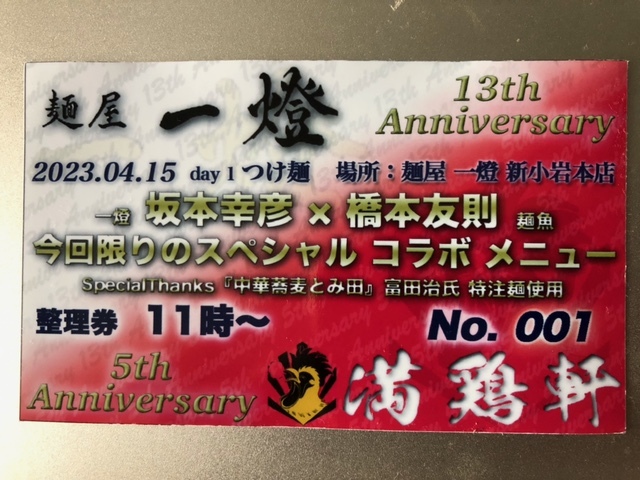 麺屋 一燈
13th
Anniversary
2023.04.15 day1 つけ麺 場所:麺屋 一燈 新小岩本店
一燈 坂本幸彦 × 橋本友則 麺魚
今回限りのスペシャル コラボ メニュー
SpecialThanks 『中華蕎麦とみ田』 富田治氏 特注麺使用
整理券 11時～ No. 001
5th
Anniversary
満鶏軒